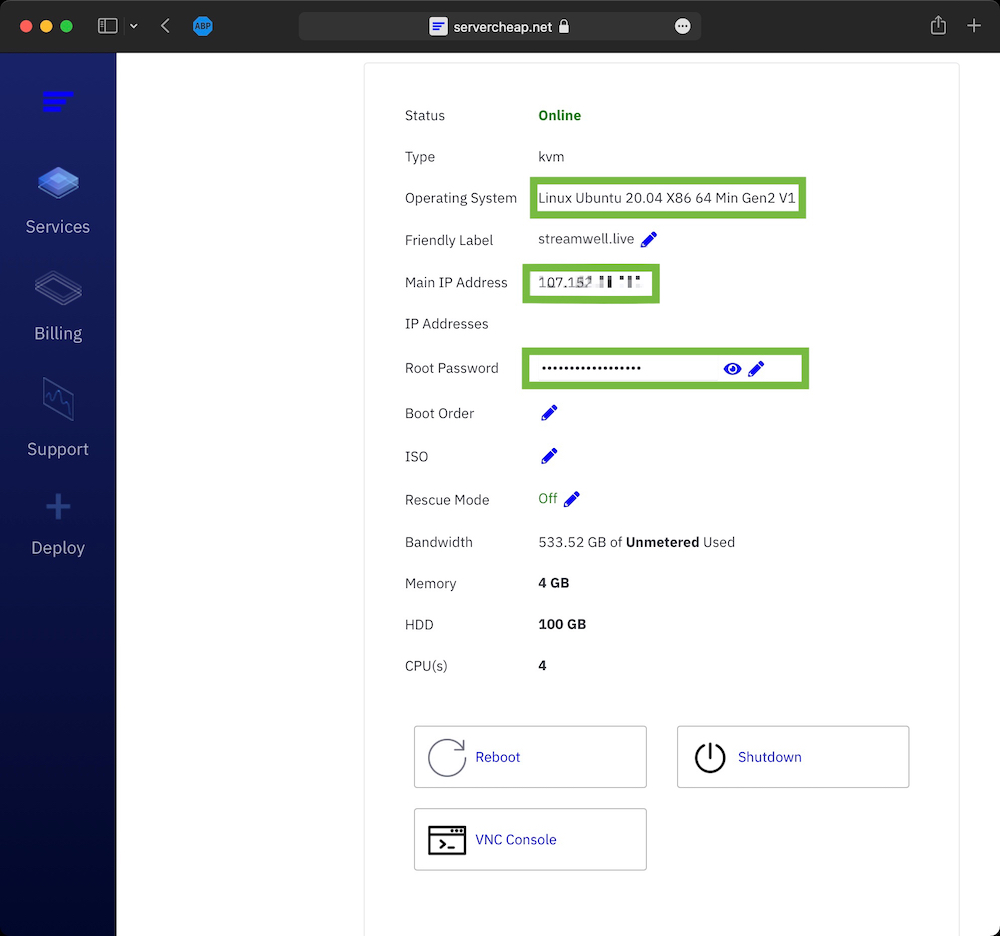 ABP
servercheap.net
Services
Billing
Support
Deploy
Status Online
Type kvm
Operating System Linux Ubuntu 20.04 X86 64 Min Gen2 V1
Friendly Label streamwell.live
Main IP Address
IP Addresses
Root Password ••••••••••••••••••
Boot Order
ISO
Rescue Mode Off
Bandwidth 533.52 GB of Unmetered Used
Memory 4 GB
HDD 100 GB
CPU(s) 4
Reboot Shutdown
VNC Console